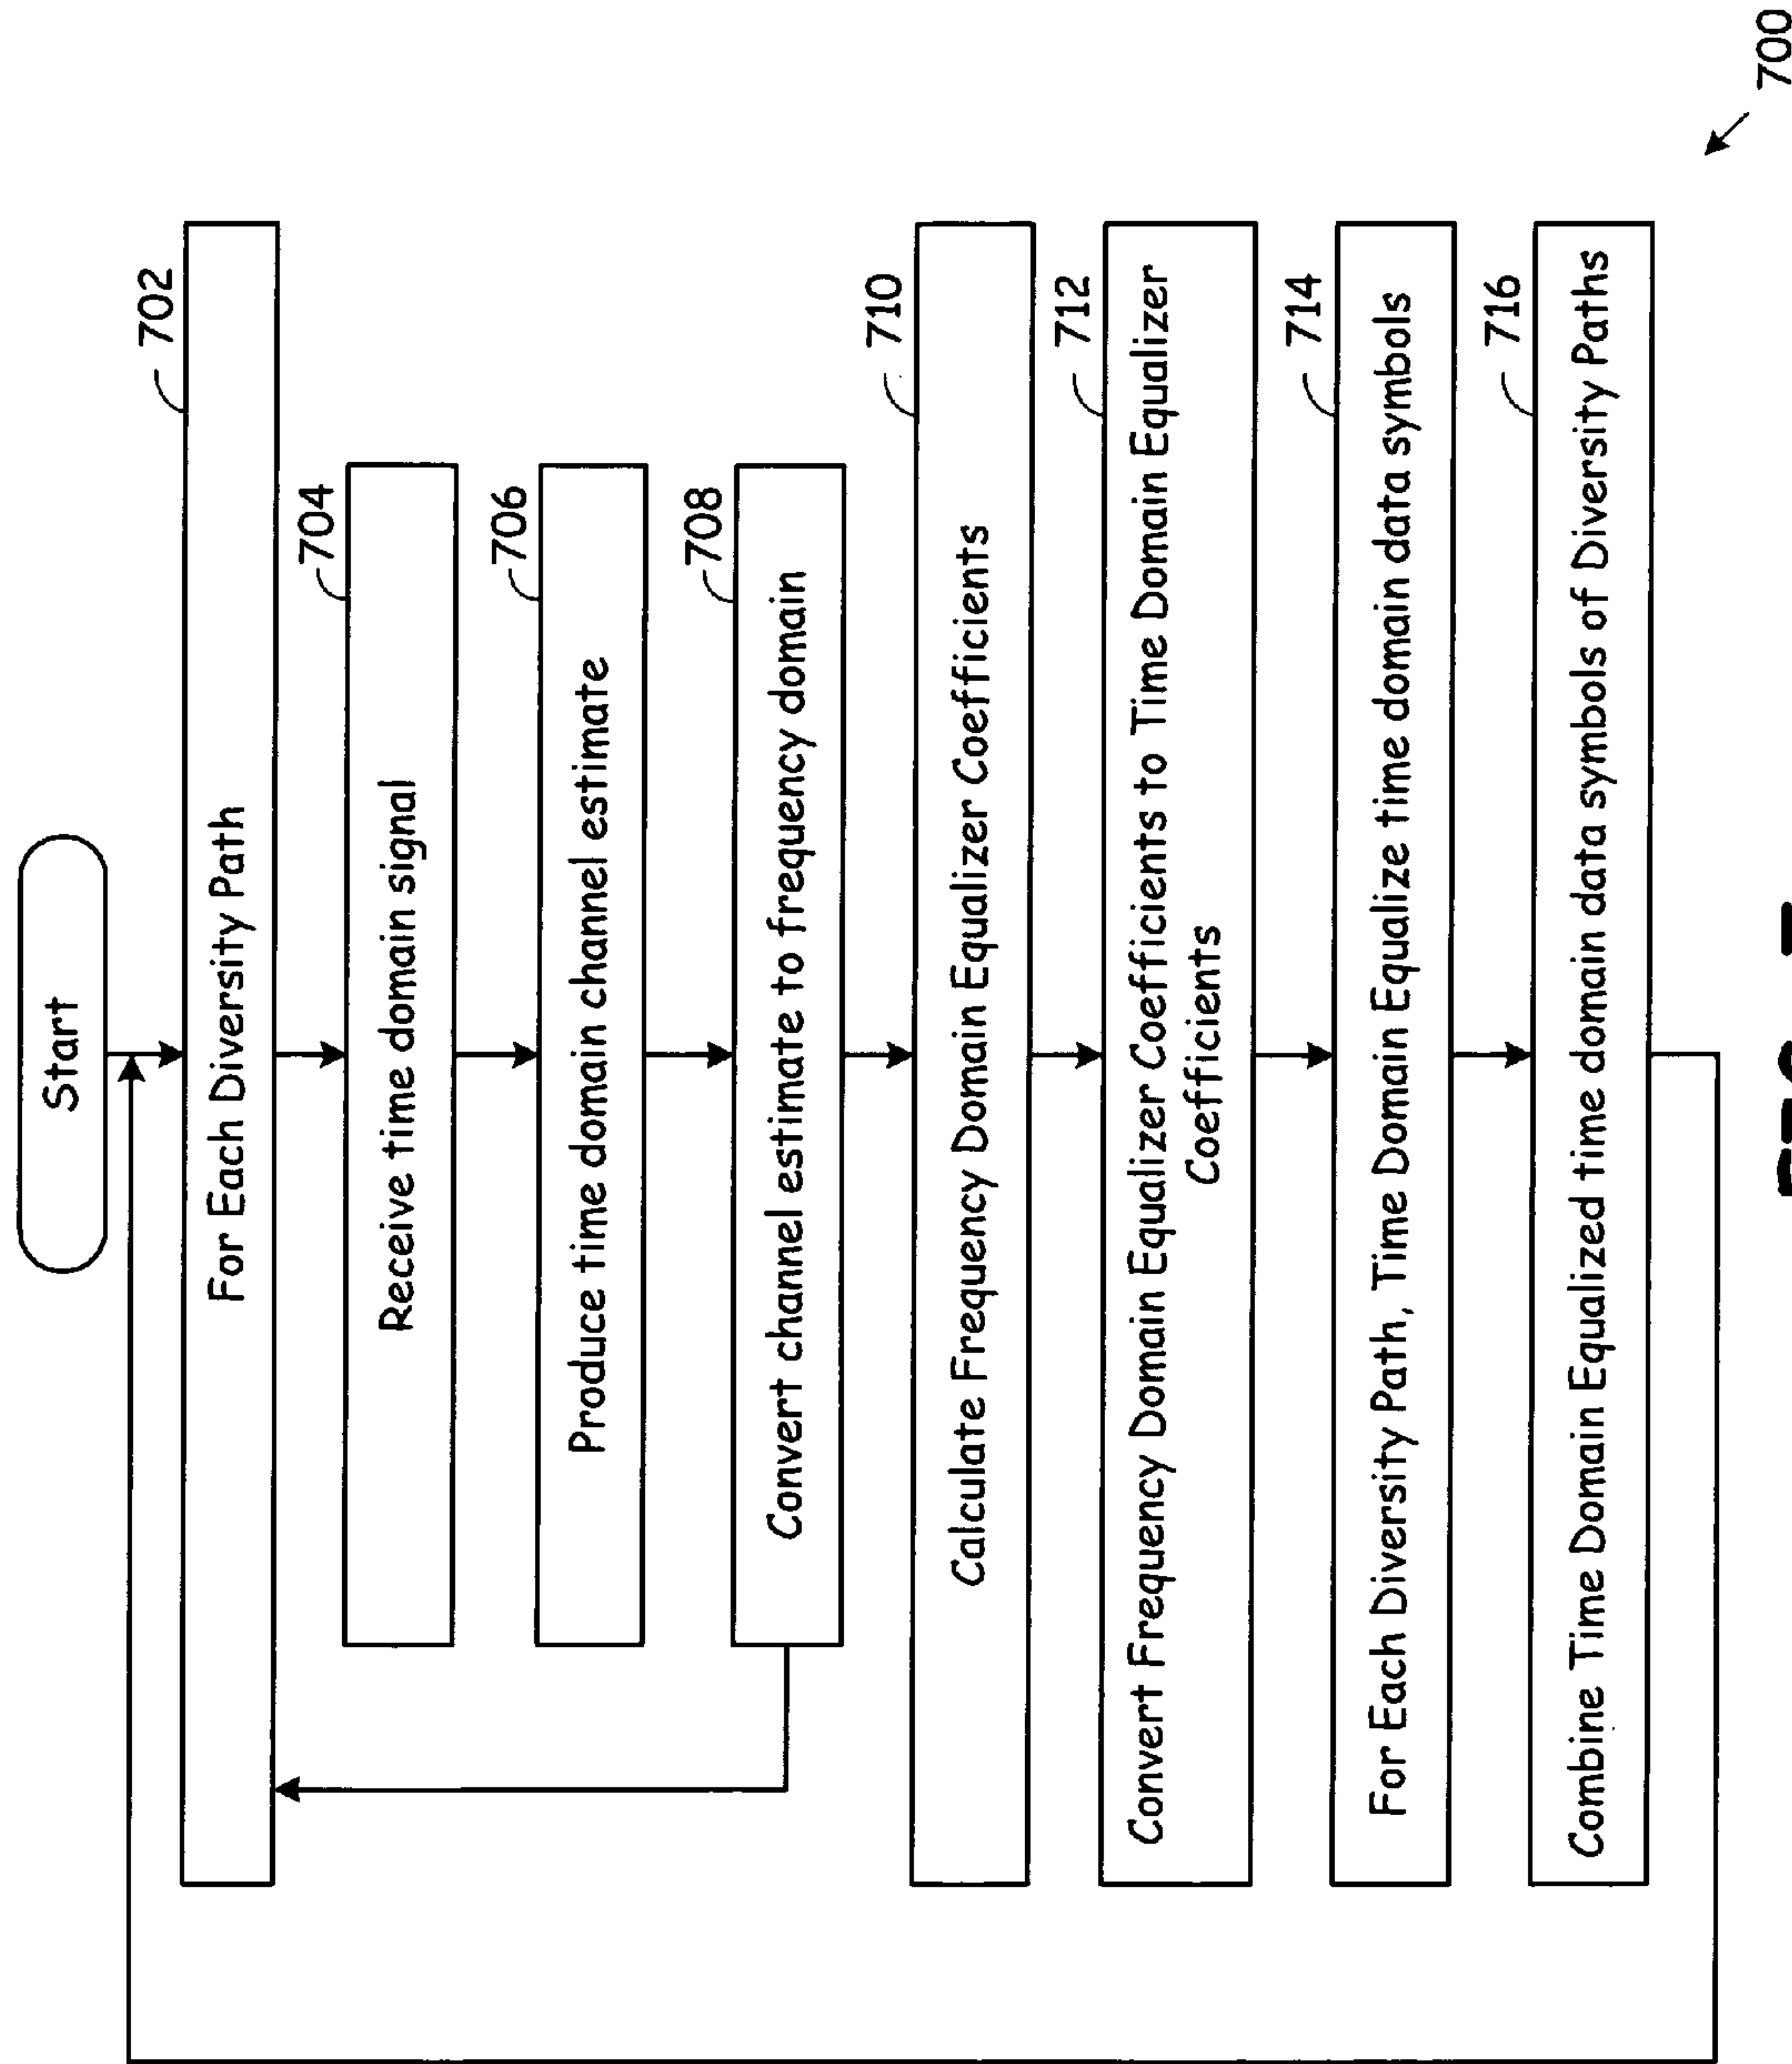 Start
702
For Each Diversity Path
704
Receive time domain signal
706
Produce time domain channel estimate
708
Convert channel estimate to frequency domain
710
Calculate Frequency Domain Equalizer Coefficients
712
Convert Frequency Domain Equalizer Coefficients to Time Domain Equalizer
Coefficients
714
For Each Diversity Path, Time Domain Equalize time domain data symbols
716
Combine Time Domain Equalized time domain data symbols of Diversity Paths
700